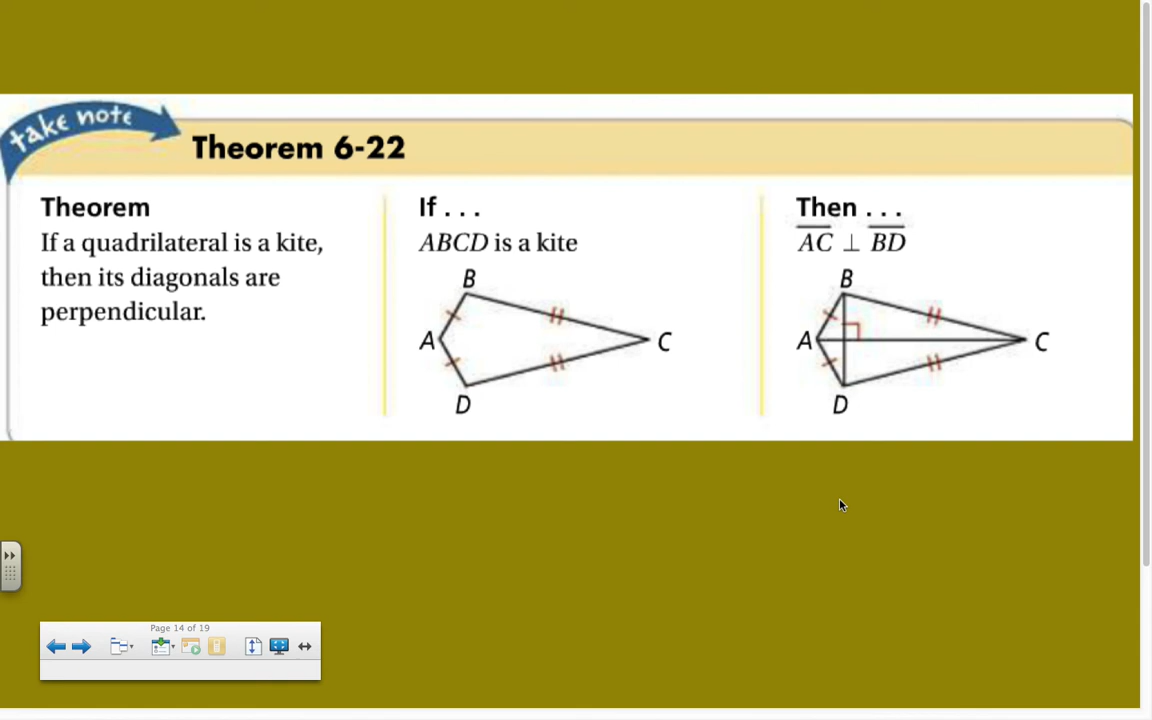 take note
Theorem 6-22
Theorem
If a quadrilateral is a kite,
then its diagonals are
perpendicular.
If . . .
ABCD is a kite
B
A
C
D
Then . . .
AC ⊥ BD
B
A
C
D
Page 14 of 19